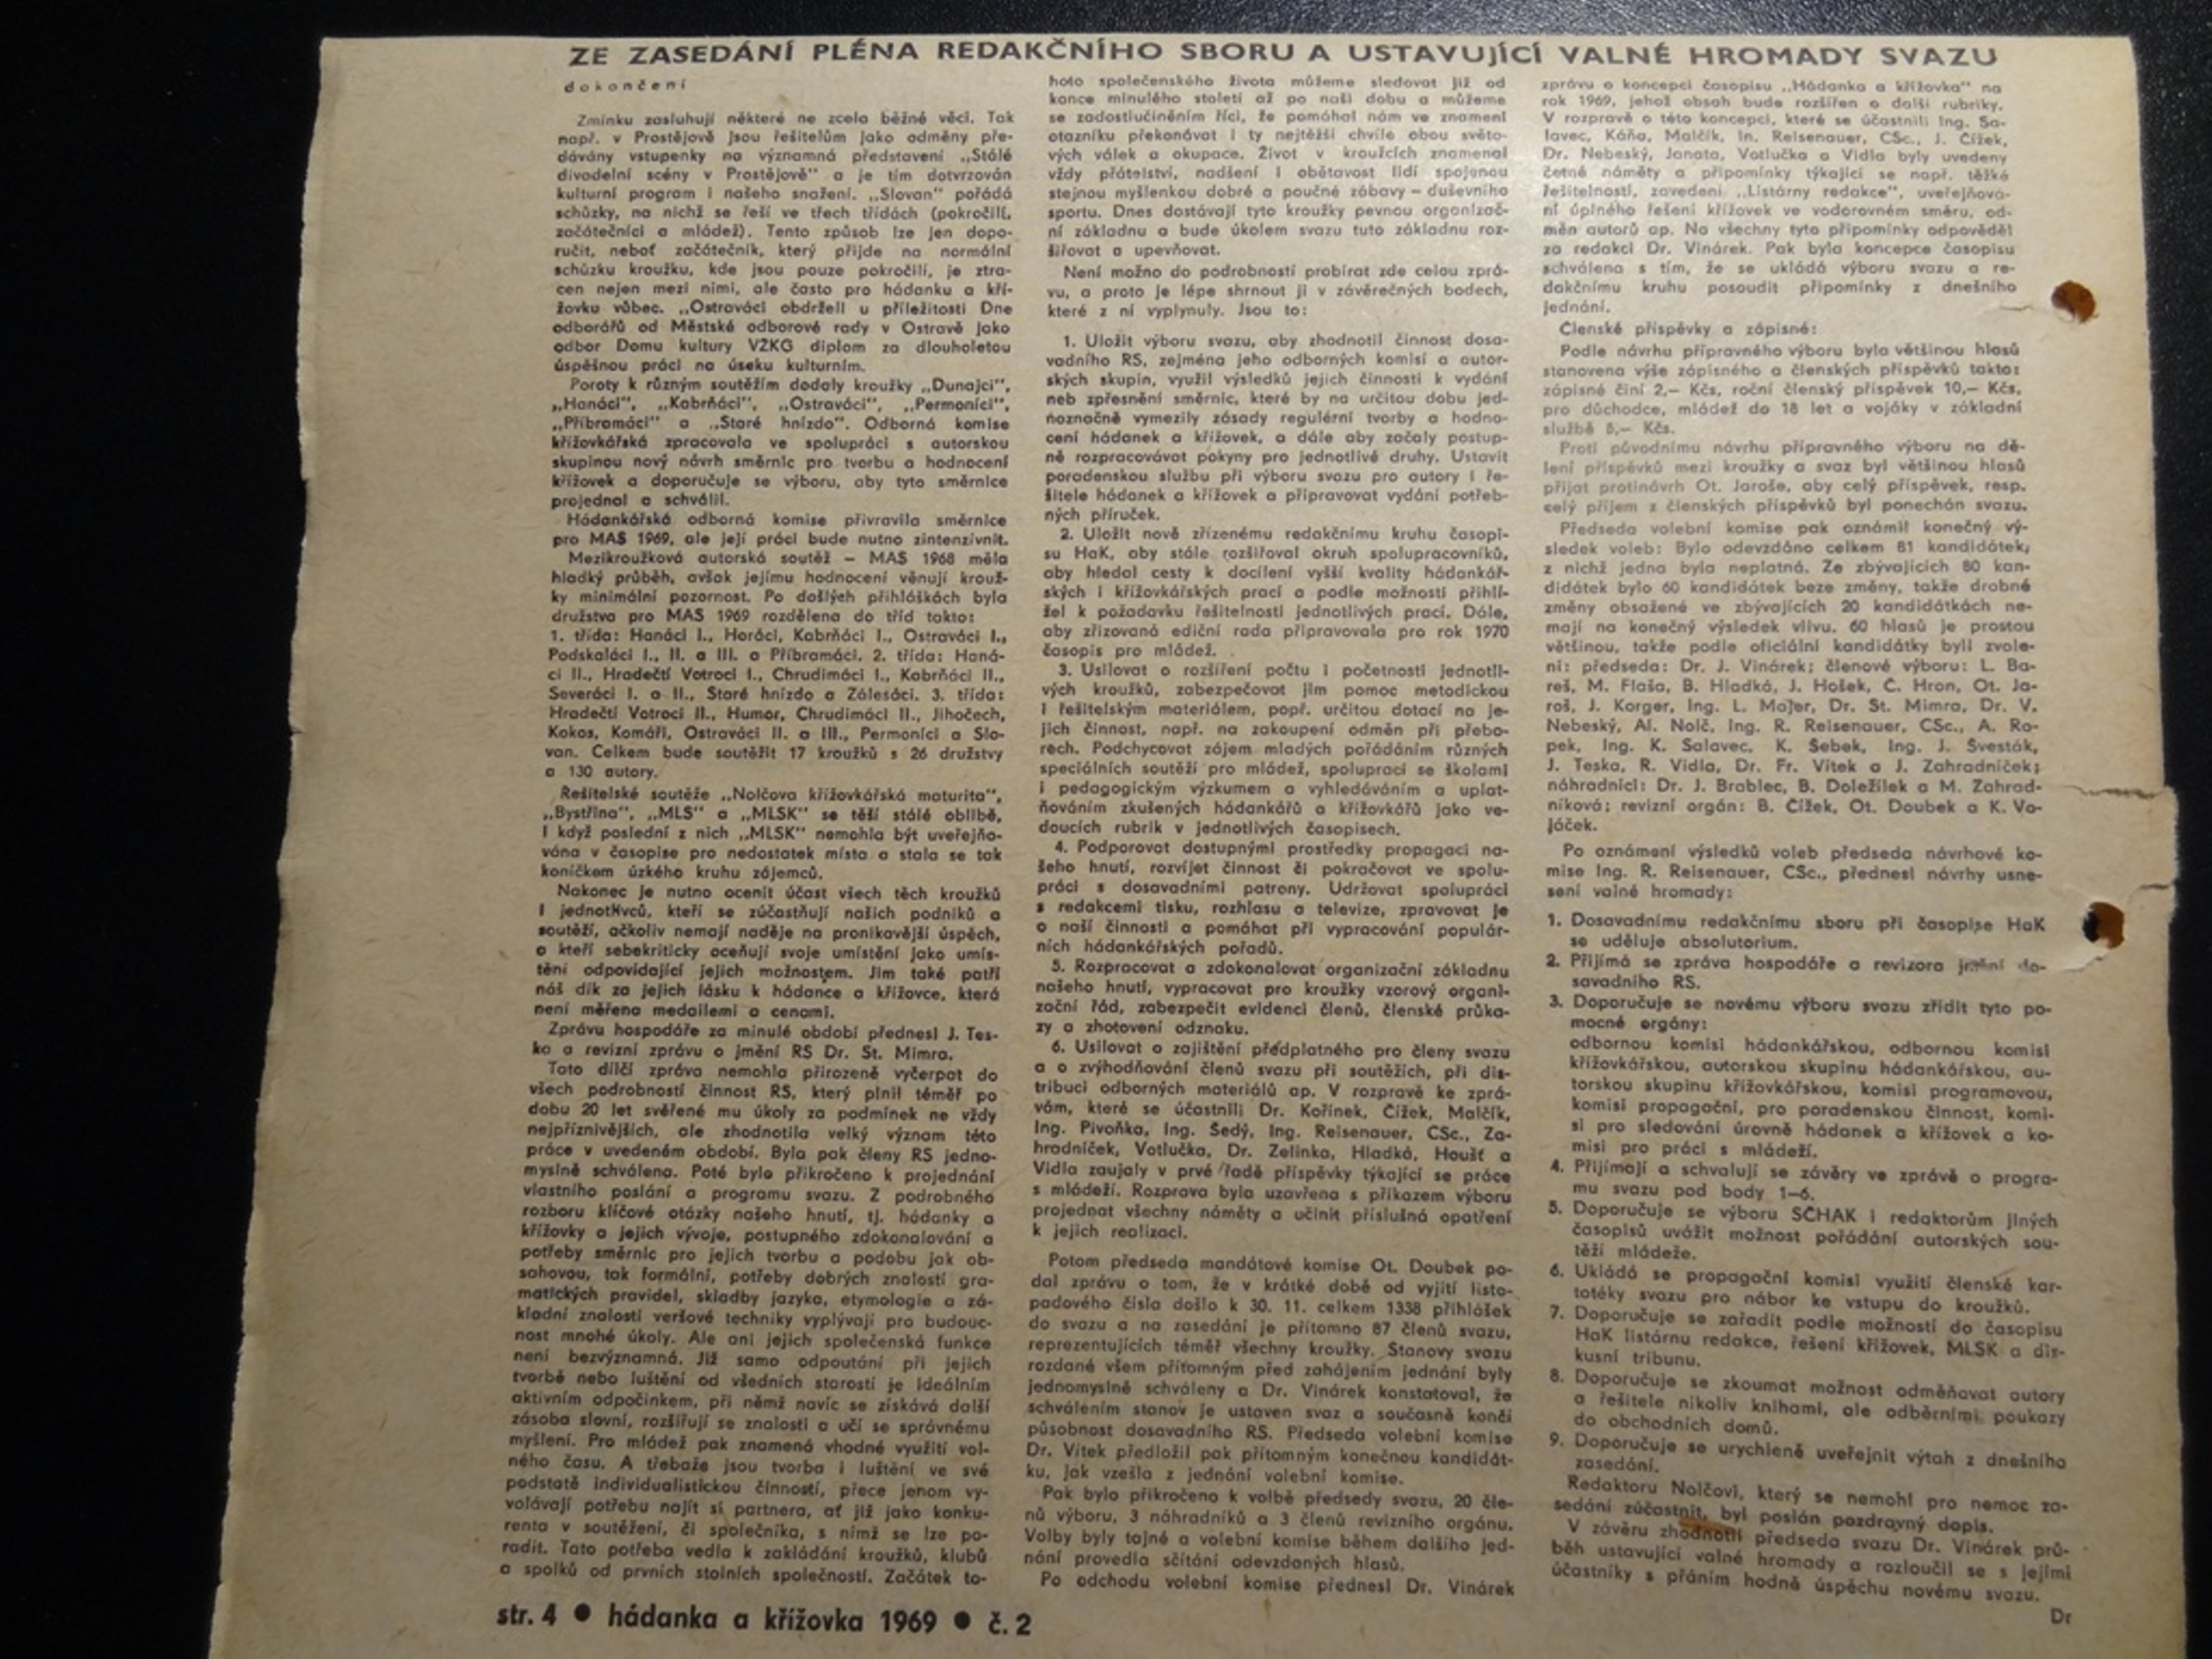 ZE ZASEDÁNÍ PLÉNA REDAKČNÍHO SBORU A USTAVUJÍCÍ VALNÉ HROMADY SVAZU
dokončení
Zmínku zasluhují některé ne zcela běžné věci. Tak
např. v Prostějově jsou řešitelům jako odměny pře-
dávány vstupenky na významná představení „Stálé
divadelní scény v Prostějově" a je tím dotvrzován
kulturní program i našeho snažení. „Slovan" pořádá
schůzky, na nichž se řeší ve třech třídách (pokročilí,
začátečníci a mládež). Tento způsob lze jen dopo-
ručit, neboť začátečník, který přijde na normální
schůzku kroužku, kde jsou pouze pokročilí, je ztra-
cen nejen mezi nimi, ale často pro hádanku a kří-
žovku vůbec. „Ostraváci obdrželi u příležitosti Dne
odborářů od Městské odborové rady v Ostravě jako
odbor Domu kultury VŽKG diplom za dlouholetou
úspěšnou práci na úseku kulturním.
Poroty k různým soutěžím dodaly kroužky „Dunajci",
„Hanáci", „Kabrňáci", „Ostraváci", „Permoníci",
„Příbramáci" a „Staré hnízdo". Odborná komise
křížovkářská zpracovala ve spolupráci s autorskou
skupinou nový návrh směrnic pro tvorbu a hodnocení
křížovek a doporučuje se výboru, aby tyto směrnice
projednal a schválil.
Hádankářská odborná komise přivravila směrnice
pro MAS 1969, ale její práci bude nutno zintenzívnit.
Mezikroužková autorská soutěž – MAS 1968 měla
hladký průběh, avšak jejímu hodnocení věnují krouž-
ky minimální pozornost. Po došlých přihláškách byla
družstva pro MAS 1969 rozdělena do tříd takto:
1. třída: Hanáci I., Horáci, Kabrňáci I., Ostraváci I.,
Podskaláci I., II. a III. a Příbramáci. 2. třída: Haná-
ci II., Hradečtí Votroci I., Chrudimáci I., Kabrňáci II.,
Severáci I. a II., Staré hnízdo a Zálesáci. 3. třída:
Hradečtí Votroci II., Humor, Chrudimáci II., Jihočech,
Kokos, Komáři, Ostraváci II. a III., Permoníci a Slo-
van. Celkem bude soutěžit 17 kroužků s 26 družstvy
a 130 autory.
Řešitelské soutěže „Nolčova křížovkářská maturita",
„Bystřina", „MLS" a „MLSK" se těší stálé oblibě,
i když poslední z nich „MLSK" nemohla být uveřejňo-
vána v časopise pro nedostatek místa a stala se tak
koníčkem úzkého kruhu zájemců.
Nakonec je nutno ocenit účast všech těch kroužků
i jednotlivců, kteří se zúčastňují našich podniků a
soutěží, ačkoliv nemají naděje na pronikavější úspěch,
a kteří sebekriticky oceňují svoje umístění jako umís-
tění odpovídající jejich možnostem. Jim také patří
náš dík za jejich lásku k hádance a křížovce, která
není měřena medailemi a cenami.
Zprávu hospodáře za minulé období přednesl J. Tes-
ka a revizní zprávu o jmění RS Dr. St. Mimra.
Tato dílčí zpráva nemohla přirozeně vyčerpat do
všech podrobností činnost RS, který plnil téměř po
dobu 20 let svěřené mu úkoly za podmínek ne vždy
nejpříznivějších, ale zhodnotila velký význam této
práce v uvedeném období. Byla pak členy RS jedno-
myslně schválena. Poté bylo přikročeno k projednání
vlastního poslání a programu svazu. Z podrobného
rozboru klíčové otázky našeho hnutí, tj. hádanky a
křížovky a jejich vývoje, postupného zdokonalování a
potřeby směrnic pro jejich tvorbu a podobu jak ob-
sahovou, tak formální, potřeby dobrých znalostí gra-
matických pravidel, skladby jazyka, etymologie a zá-
kladní znalosti veršové techniky vyplývají pro budouc-
nost mnohé úkoly. Ale ani jejich společenská funkce
není bezvýznamná. Již samo odpoutání při jejich
tvorbě nebo luštění od všedních starostí je ideálním
aktivním odpočinkem, při němž navíc se získává další
zásoba slovní, rozšiřují se znalosti a učí se správnému
myšlení. Pro mládež pak znamená vhodné využití vol-
ného času. A třebaže jsou tvorba i luštění ve své
podstatě individualistickou činností, přece jenom vy-
volávají potřebu najít si partnera, ať již jako konku-
renta v soutěžení, či společníka, s nímž se lze po-
radit. Tato potřeba vedla k zakládání kroužků, klubů
a spolků od prvních stolních společností. Začátek to-
hoto společenského života můžeme sledovat již od
konce minulého století až po naši dobu a můžeme
se zadostiučiněním říci, že pomáhal nám ve znamení
otazníku překonávat i ty nejtěžší chvíle obou světo-
vých válek a okupace. Život v kroužcích znamenal
vždy přátelství, nadšení i obětavost lidí spojenou
stejnou myšlenkou dobré a poučné zábavy – duševního
sportu. Dnes dostávají tyto kroužky pevnou organizač-
ní základnu a bude úkolem svazu tuto základnu roz-
šiřovat a upevňovat.
Není možno do podrobností probírat zde celou zprá-
vu, a proto je lépe shrnout ji v závěrečných bodech,
které z ní vyplynuly. Jsou to:
1. Uložit výboru svazu, aby zhodnotil činnost dosa-
vadního RS, zejména jeho odborných komisí a autor-
ských skupin, využil výsledků jejich činnosti k vydání
neb zpřesnění směrnic, které by na určitou dobu jed-
noznačně vymezily zásady regulérní tvorby a hodno-
cení hádanek a křížovek, a dále aby začaly postup-
ně rozpracovávat pokyny pro jednotlivé druhy. Ustavit
poradenskou službu při výboru svazu pro autory i ře-
šitele hádanek a křížovek a připravovat vydání potřeb-
ných příruček.
2. Uložit nově zřízenému redakčnímu kruhu časopi-
su HaK, aby stále rozšiřoval okruh spolupracovníků,
aby hledal cesty k docílení vyšší kvality hádankář-
ských i křížovkářských prací a podle možností přihlí-
žel k požadavku řešitelnosti jednotlivých prací. Dále,
aby zřizovaná ediční rada připravovala pro rok 1970
časopis pro mládež.
3. Usilovat o rozšíření počtu i početnosti jednotli-
vých kroužků, zabezpečovat jim pomoc metodickou
i řešitelským materiálem, popř. určitou dotací na je-
jich činnost, např. na zakoupení odměn při přebo-
rech. Podchycovat zájem mladých pořádáním různých
speciálních soutěží pro mládež, spoluprací se školami
i pedagogickým výzkumem a vyhledáváním a uplat-
ňováním zkušených hádankářů a křížovkářů jako ve-
doucích rubrik v jednotlivých časopisech.
4. Podporovat dostupnými prostředky propagaci na-
šeho hnutí, rozvíjet činnost či pokračovat ve spolu-
práci s dosavadními patrony. Udržovat spolupráci
s redakcemi tisku, rozhlasu a televize, zpravovat je
o naší činnosti a pomáhat při vypracování populár-
ních hádankářských pořadů.
5. Rozpracovat a zdokonalovat organizační základnu
našeho hnutí, vypracovat pro kroužky vzorový organi-
zační řád, zabezpečit evidenci členů, členské průka-
zy a zhotovení odznaku.
6. Usilovat o zajištění předplatného pro členy svazu
a o zvýhodňování členů svazu při soutěžích, při dis-
tribuci odborných materiálů ap. V rozpravě ke zprá-
vám, které se účastnili Dr. Kořínek, Čížek, Malčík,
Ing. Pivoňka, Ing. Šedý, Ing. Reisenauer, CSc., Za-
hradníček, Votlučka, Dr. Zelinka, Hladká, Houšť a
Vidla zaujaly v prvé řadě příspěvky týkající se práce
s mládeží. Rozprava byla uzavřena s příkazem výboru
projednat všechny náměty a učinit příslušná opatření
k jejich realizaci.
Potom předseda mandátové komise Ot. Doubek po-
dal zprávu o tom, že v krátké době od vyjití listo-
padového čísla došlo k 30. 11. celkem 1338 přihlášek
do svazu a na zasedání je přítomno 87 členů svazu,
reprezentujících téměř všechny kroužky. Stanovy svazu
rozdané všem přítomným před zahájením jednání byly
jednomyslně schváleny a Dr. Vinárek konstatoval, že
schválením stanov je ustaven svaz a současně končí
působnost dosavadního RS. Předseda volební komise
Dr. Vítek předložil pak přítomným konečnou kandidát-
ku, jak vzešla z jednání volební komise.
Pak bylo přikročeno k volbě předsedy svazu, 20 čle-
nů výboru, 3 náhradníků a 3 členů revizního orgánu.
Volby byly tajné a volební komise během dalšího jed-
nání provedla sčítání odevzdaných hlasů.
Po odchodu volební komise přednesl Dr. Vinárek
zprávu o koncepci časopisu „Hádanka a křížovka" na
rok 1969, jehož obsah bude rozšířen o další rubriky.
V rozpravě o této koncepci, které se účastnili Ing. Sa-
lavec, Káňa, Malčík, In. Reisenauer, CSc., J. Čížek,
Dr. Nebeský, Janata, Votlučka a Vidla byly uvedeny
četné náměty a připomínky týkající se např. těžké
řešitelnosti, zavedení „Listárny redakce", uveřejňová-
ní úplného řešení křížovek ve vodorovném směru, od-
měn autorů ap. Na všechny tyto připomínky odpověděl
za redakci Dr. Vinárek. Pak byla koncepce časopisu
schválena s tím, že se ukládá výboru svazu a re-
dakčnímu kruhu posoudit připomínky z dnešního
jednání.
Členské příspěvky a zápisné:
Podle návrhu přípravného výboru byla většinou hlasů
stanovena výše zápisného a členských příspěvků takto:
zápisné činí 2,– Kčs, roční členský příspěvek 10,– Kčs,
pro důchodce, mládež do 18 let a vojáky v základní
službě 5,– Kčs.
Proti původnímu návrhu přípravného výboru na dě-
lení příspěvků mezi kroužky a svaz byl většinou hlasů
přijat protinávrh Ot. Jaroše, aby celý příspěvek, resp.
celý příjem z členských příspěvků byl ponechán svazu.
Předseda volební komise pak oznámil konečný vý-
sledek voleb: Bylo odevzdáno celkem 81 kandidátek,
z nichž jedna byla neplatná. Ze zbývajících 80 kan-
didátek bylo 60 kandidátek beze změny, takže drobné
změny obsažené ve zbývajících 20 kandidátkách ne-
mají na konečný výsledek vlivu. 60 hlasů je prostou
většinou, takže podle oficiální kandidátky byli zvole-
ni: předseda: Dr. J. Vinárek; členové výboru: L. Ba-
reš, M. Flaša, B. Hladká, J. Hošek, Č. Hron, Ot. Ja-
roš, J. Korger, Ing. L. Majer, Dr. St. Mimra, Dr. V.
Nebeský, Al. Nolč, Ing. R. Reisenauer, CSc., A. Ro-
pek, Ing. K. Salavec, K. Šebek, Ing. J. Švesták,
J. Teska, R. Vidla, Dr. Fr. Vítek a J. Zahradníček;
náhradníci: Dr. J. Brablec, B. Doležílek a M. Zahrad-
níková; revizní orgán: B. Čížek, Ot. Doubek a K. Vo-
jáček.
Po oznámení výsledků voleb předseda návrhové ko-
mise Ing. R. Reisenauer, CSc., přednesl návrhy usne-
sení valné hromady:
1. Dosavadnímu redakčnímu sboru při časopise HaK
se uděluje absolutorium.
2. Přijímá se zpráva hospodáře a revizora jmění do-
savadního RS.
3. Doporučuje se novému výboru svazu zřídit tyto po-
mocné orgány:
odbornou komisi hádankářskou, odbornou komisi
křížovkářskou, autorskou skupinu hádankářskou, au-
torskou skupinu křížovkářskou, komisi programovou,
komisi propagační, pro poradenskou činnost, komi-
si pro sledování úrovně hádanek a křížovek a ko-
misi pro práci s mládeží.
4. Přijímají a schvalují se závěry ve zprávě o progra-
mu svazu pod body 1–6.
5. Doporučuje se výboru SČHAK i redaktorům jiných
časopisů uvážit možnost pořádání autorských sou-
těží mládeže.
6. Ukládá se propagační komisi využití členské kar-
totéky svazu pro nábor ke vstupu do kroužků.
7. Doporučuje se zařadit podle možností do časopisu
HaK listárnu redakce, řešení křížovek, MLSK a dis-
kusní tribunu.
8. Doporučuje se zkoumat možnost odměňovat autory
a řešitele nikoliv knihami, ale odběrními poukazy
do obchodních domů.
9. Doporučuje se urychleně uveřejnit výtah z dnešního
zasedání.
Redaktoru Nolčovi, který se nemohl pro nemoc za-
sedání zúčastnit, byl poslán pozdravný dopis.
V závěru zhodnotil předseda svazu Dr. Vinárek prů-
běh ustavující valné hromady a rozloučil se s jejími
účastníky s přáním hodně úspěchu novému svazu.
Dr
str. 4 ● hádanka a křížovka 1969 ● č. 2